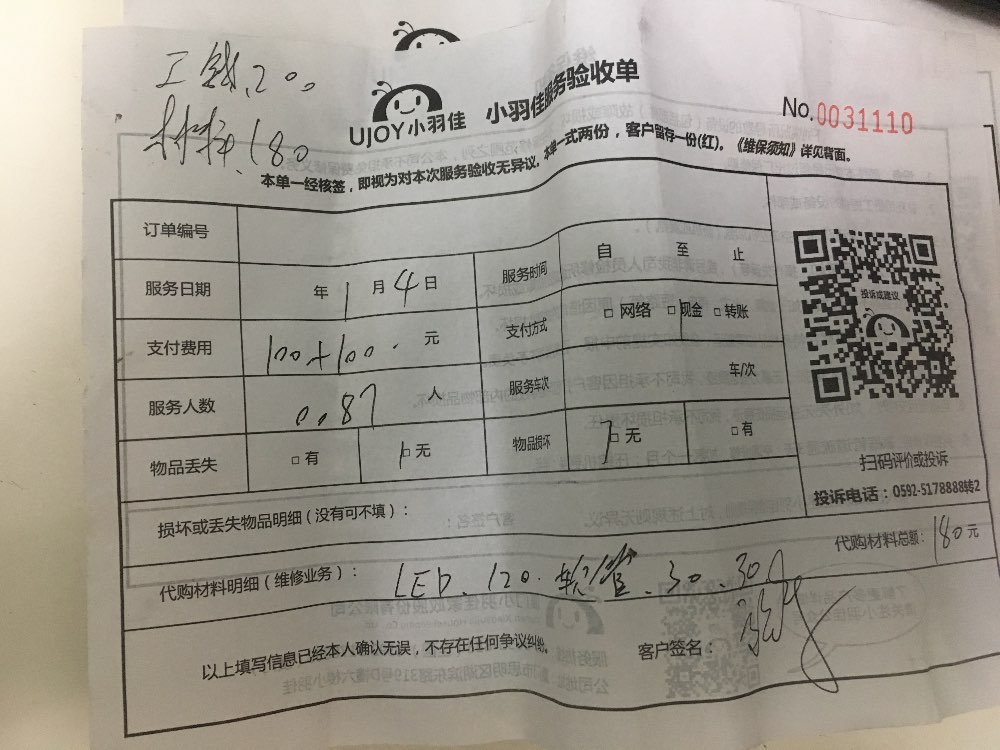 工钱、200
材料、180
UJOY小羽佳 小羽佳服务验收单
No.0031110
本单一经核签，即视为对本次服务验收无异议，本单一式两份，客户留存一份(红)。《维保须知》详见背面。
订单编号
服务日期 年 1 月 4 日 服务时间 自 至 止
支付费用 100+100. 元 支付方式 □ 网络 □ 现金 □ 转账
服务人数 0.87 人 服务车次 车/次
物品丢失 □ 有 □ 无 物品损坏 □ 无 □ 有
投诉或建议
扫码评价或投诉
投诉电话：0592-5178888转2
损坏或丢失物品明细(没有可不填)：
代购材料明细(维修业务)： LED.120.软管.30.30 代购材料总额：180元
以上填写信息已经本人确认无误，不存在任何争议纠纷。 客户签名：